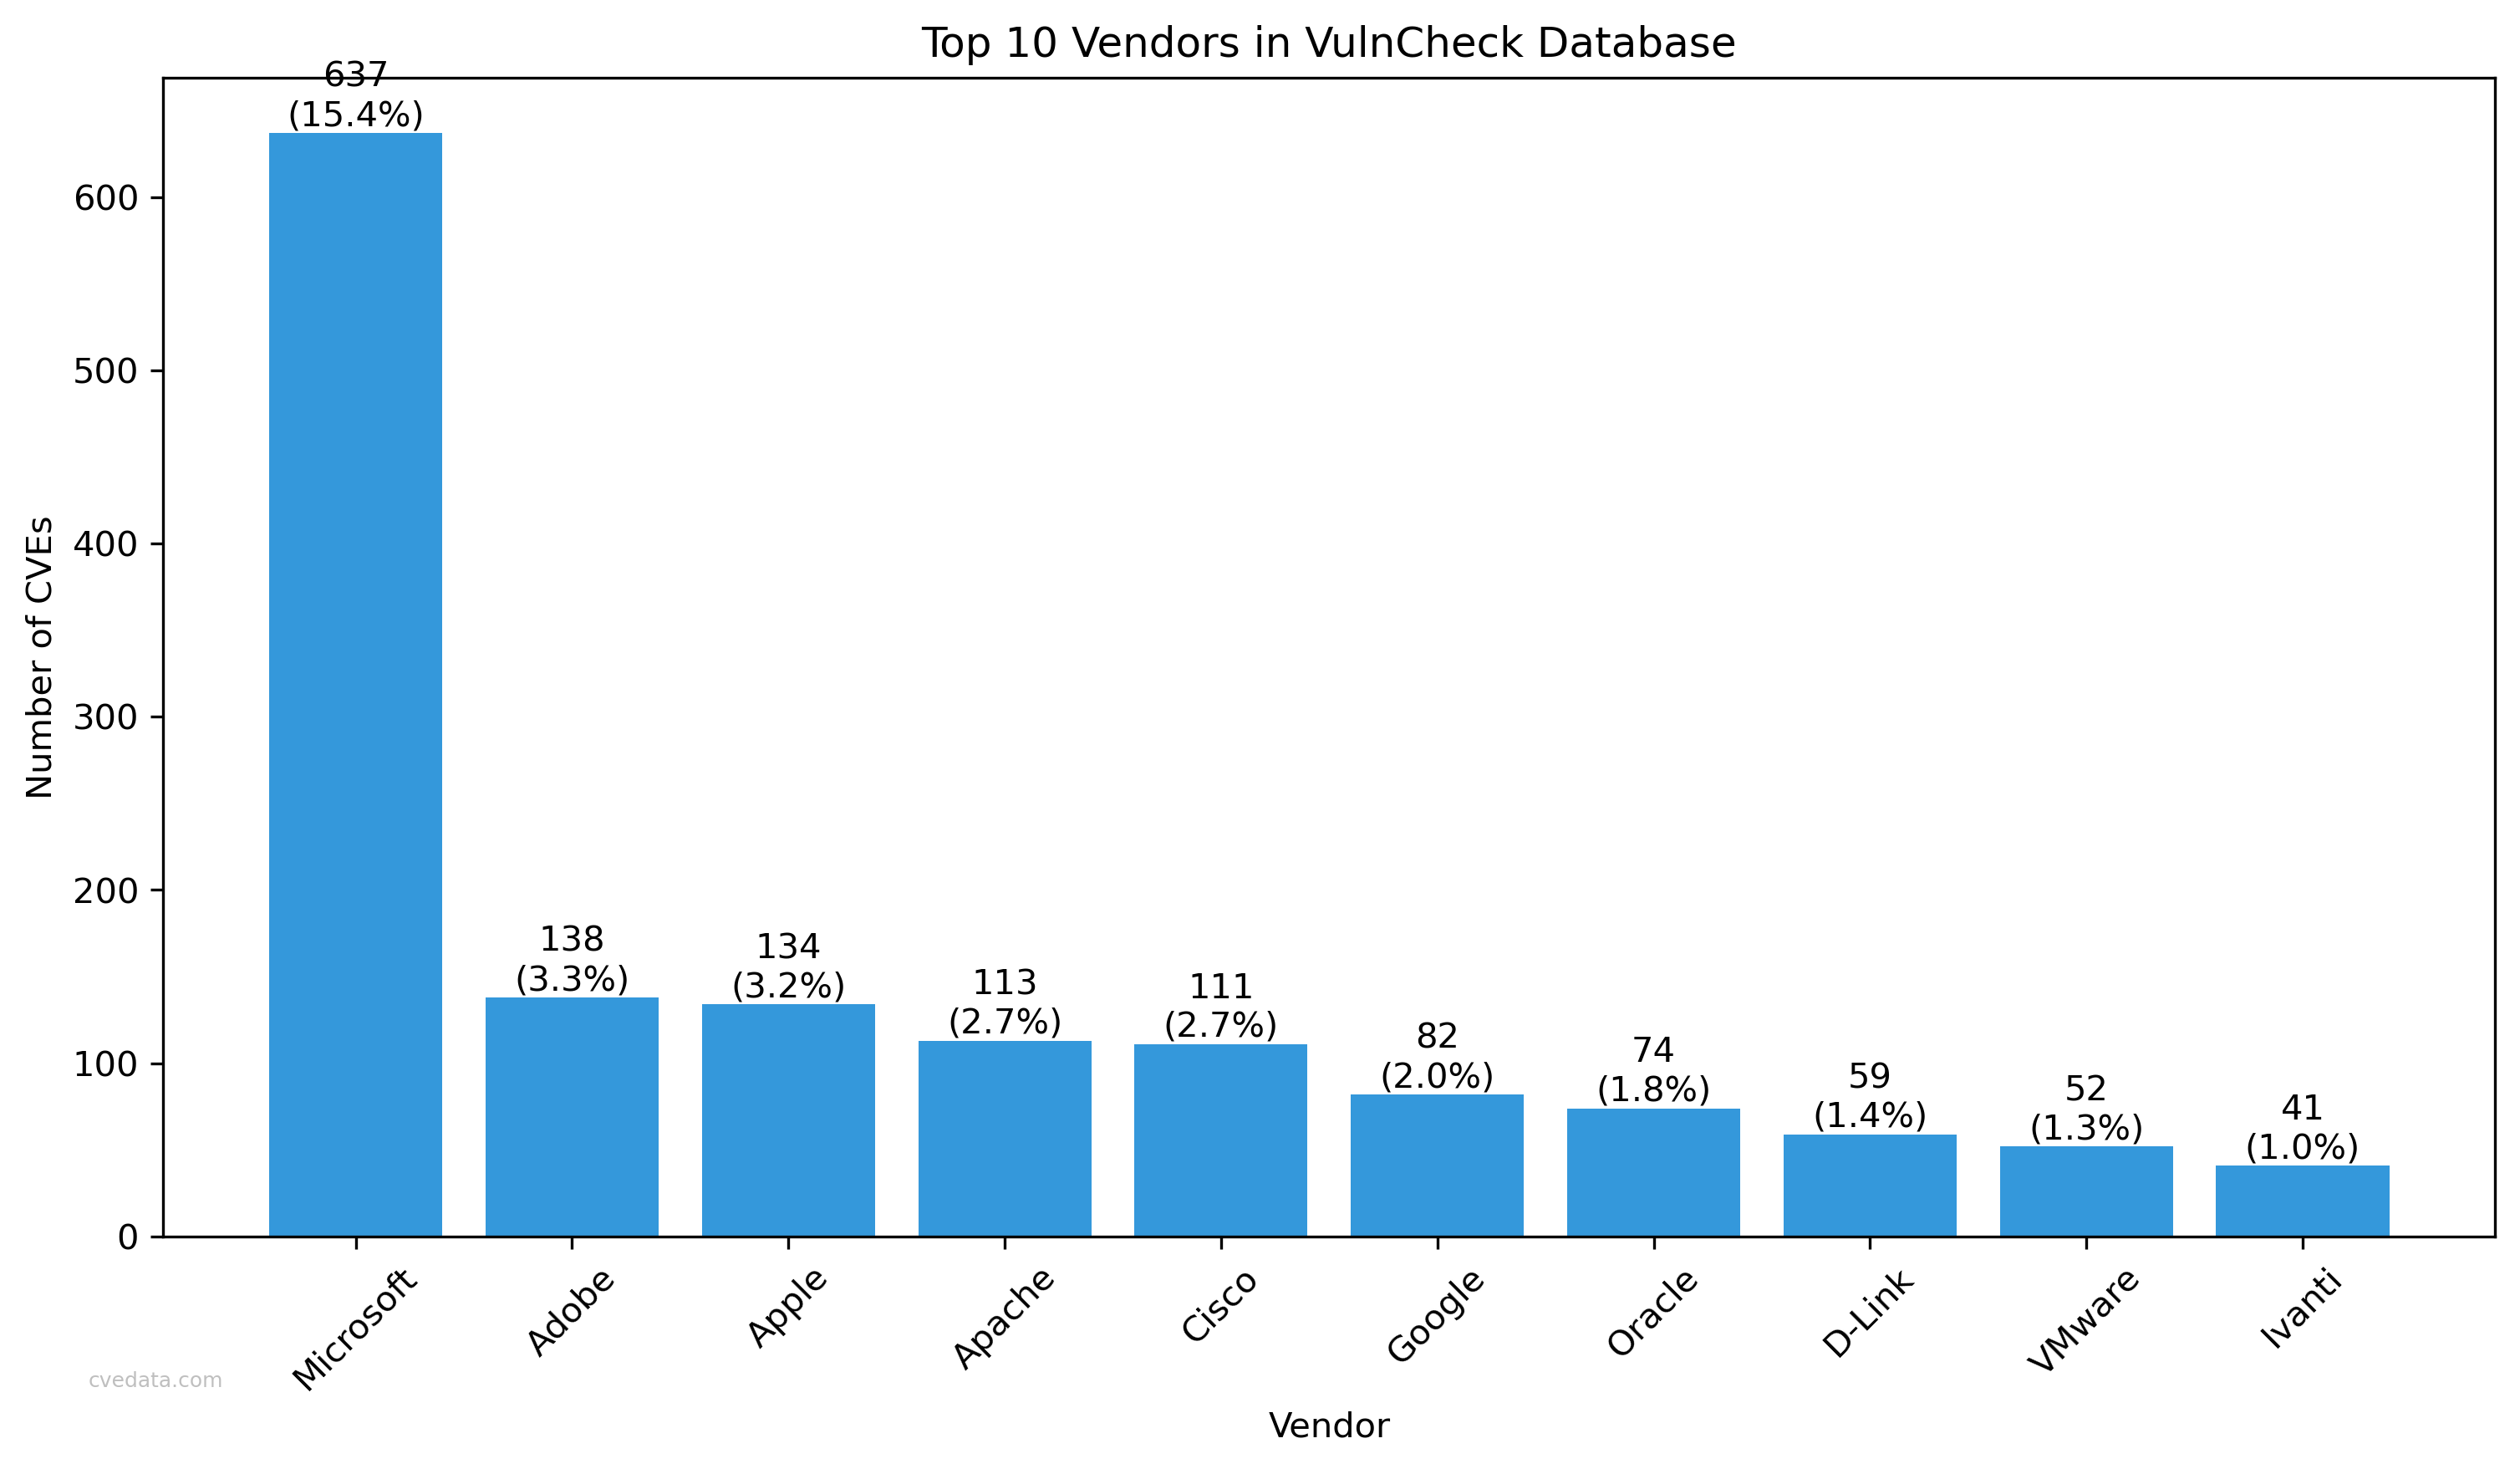 Top 10 Vendors in VulnCheck Database
637
(15.4%)
138
(3.3%)
134
(3.2%)
113
(2.7%)
111
(2.7%)
82
(2.0%)
74
(1.8%)
59
(1.4%)
52
(1.3%)
41
(1.0%)
600
500
400
300
200
100
0
Number of CVEs
Microsoft
Adobe
Apple
Apache
Cisco
Google
Oracle
D-Link
VMware
Ivanti
Vendor
cvedata.com